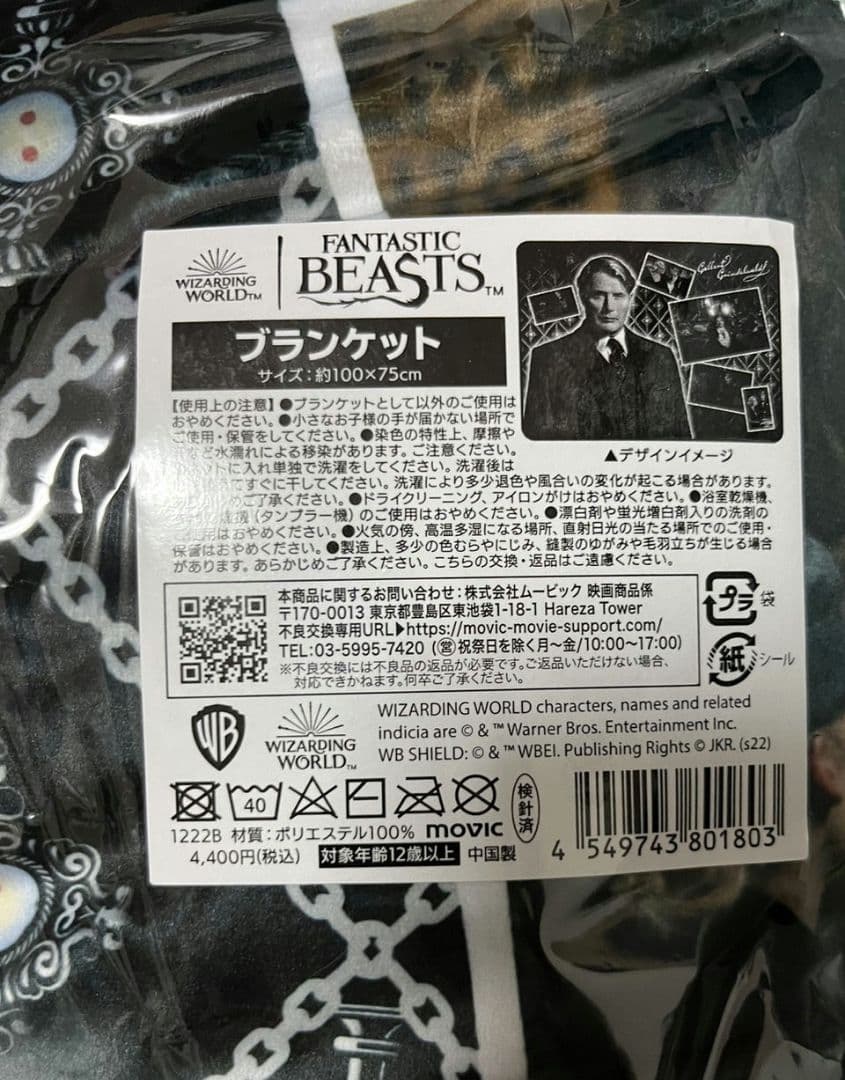 WIZARDING
WORLD™
FANTASTIC
BEASTS™
Gellert
Grindelwald
ブランケット
サイズ:約100×75cm
▲デザインイメージ
【使用上の注意】●ブランケットとして以外のご使用は
おやめください。●小さなお子様の手が届かない場所で
ご使用・保管をしてください。●染色の特性上、摩擦や
など水濡れによる移染があります。ご注意ください。
ットに入れ単独で洗濯をしてください。洗濯後は
てすぐに干してください。洗濯により多少退色や風合いの変化が起こる場合があります。
めご了承ください。●ドライクリーニング、アイロンがけはおやめください。●浴室乾燥機、
機(タンブラー機)のご使用はおやめください。●漂白剤や蛍光増白剤入りの洗剤の
用はおやめください。●火気の傍、高温多湿になる場所、直射日光の当たる場所でのご使用・
保管はおやめください。●製造上、多少の色むらやにじみ、縫製のゆがみや毛羽立ちが生じる場合
があります。あらかじめご了承ください。こちらの交換・返品はご遠慮ください。
本商品に関するお問い合わせ:株式会社ムービック 映画商品係
〒170-0013 東京都豊島区東池袋1-18-1 Hareza Tower
不良交換専用URL▶https://movic-movie-support.com/
TEL:03-5995-7420 (㊡祝祭日を除く月〜金/10:00〜17:00)
※不良交換には不良品の返品が必要です。ご返品いただけない場合、
対応できかねます。何卒ご了承ください。
プラ 袋
紙 シール
WB
WIZARDING
WORLD™
WIZARDING WORLD characters, names and related
indicia are © & ™ Warner Bros. Entertainment Inc.
WB SHIELD: © & ™ WBEI. Publishing Rights © JKR. (s22)
40
検針済
1222B 材質:ポリエステル100% movic
4,400円(税込) 対象年齢12歳以上 中国製
4 549743 801803